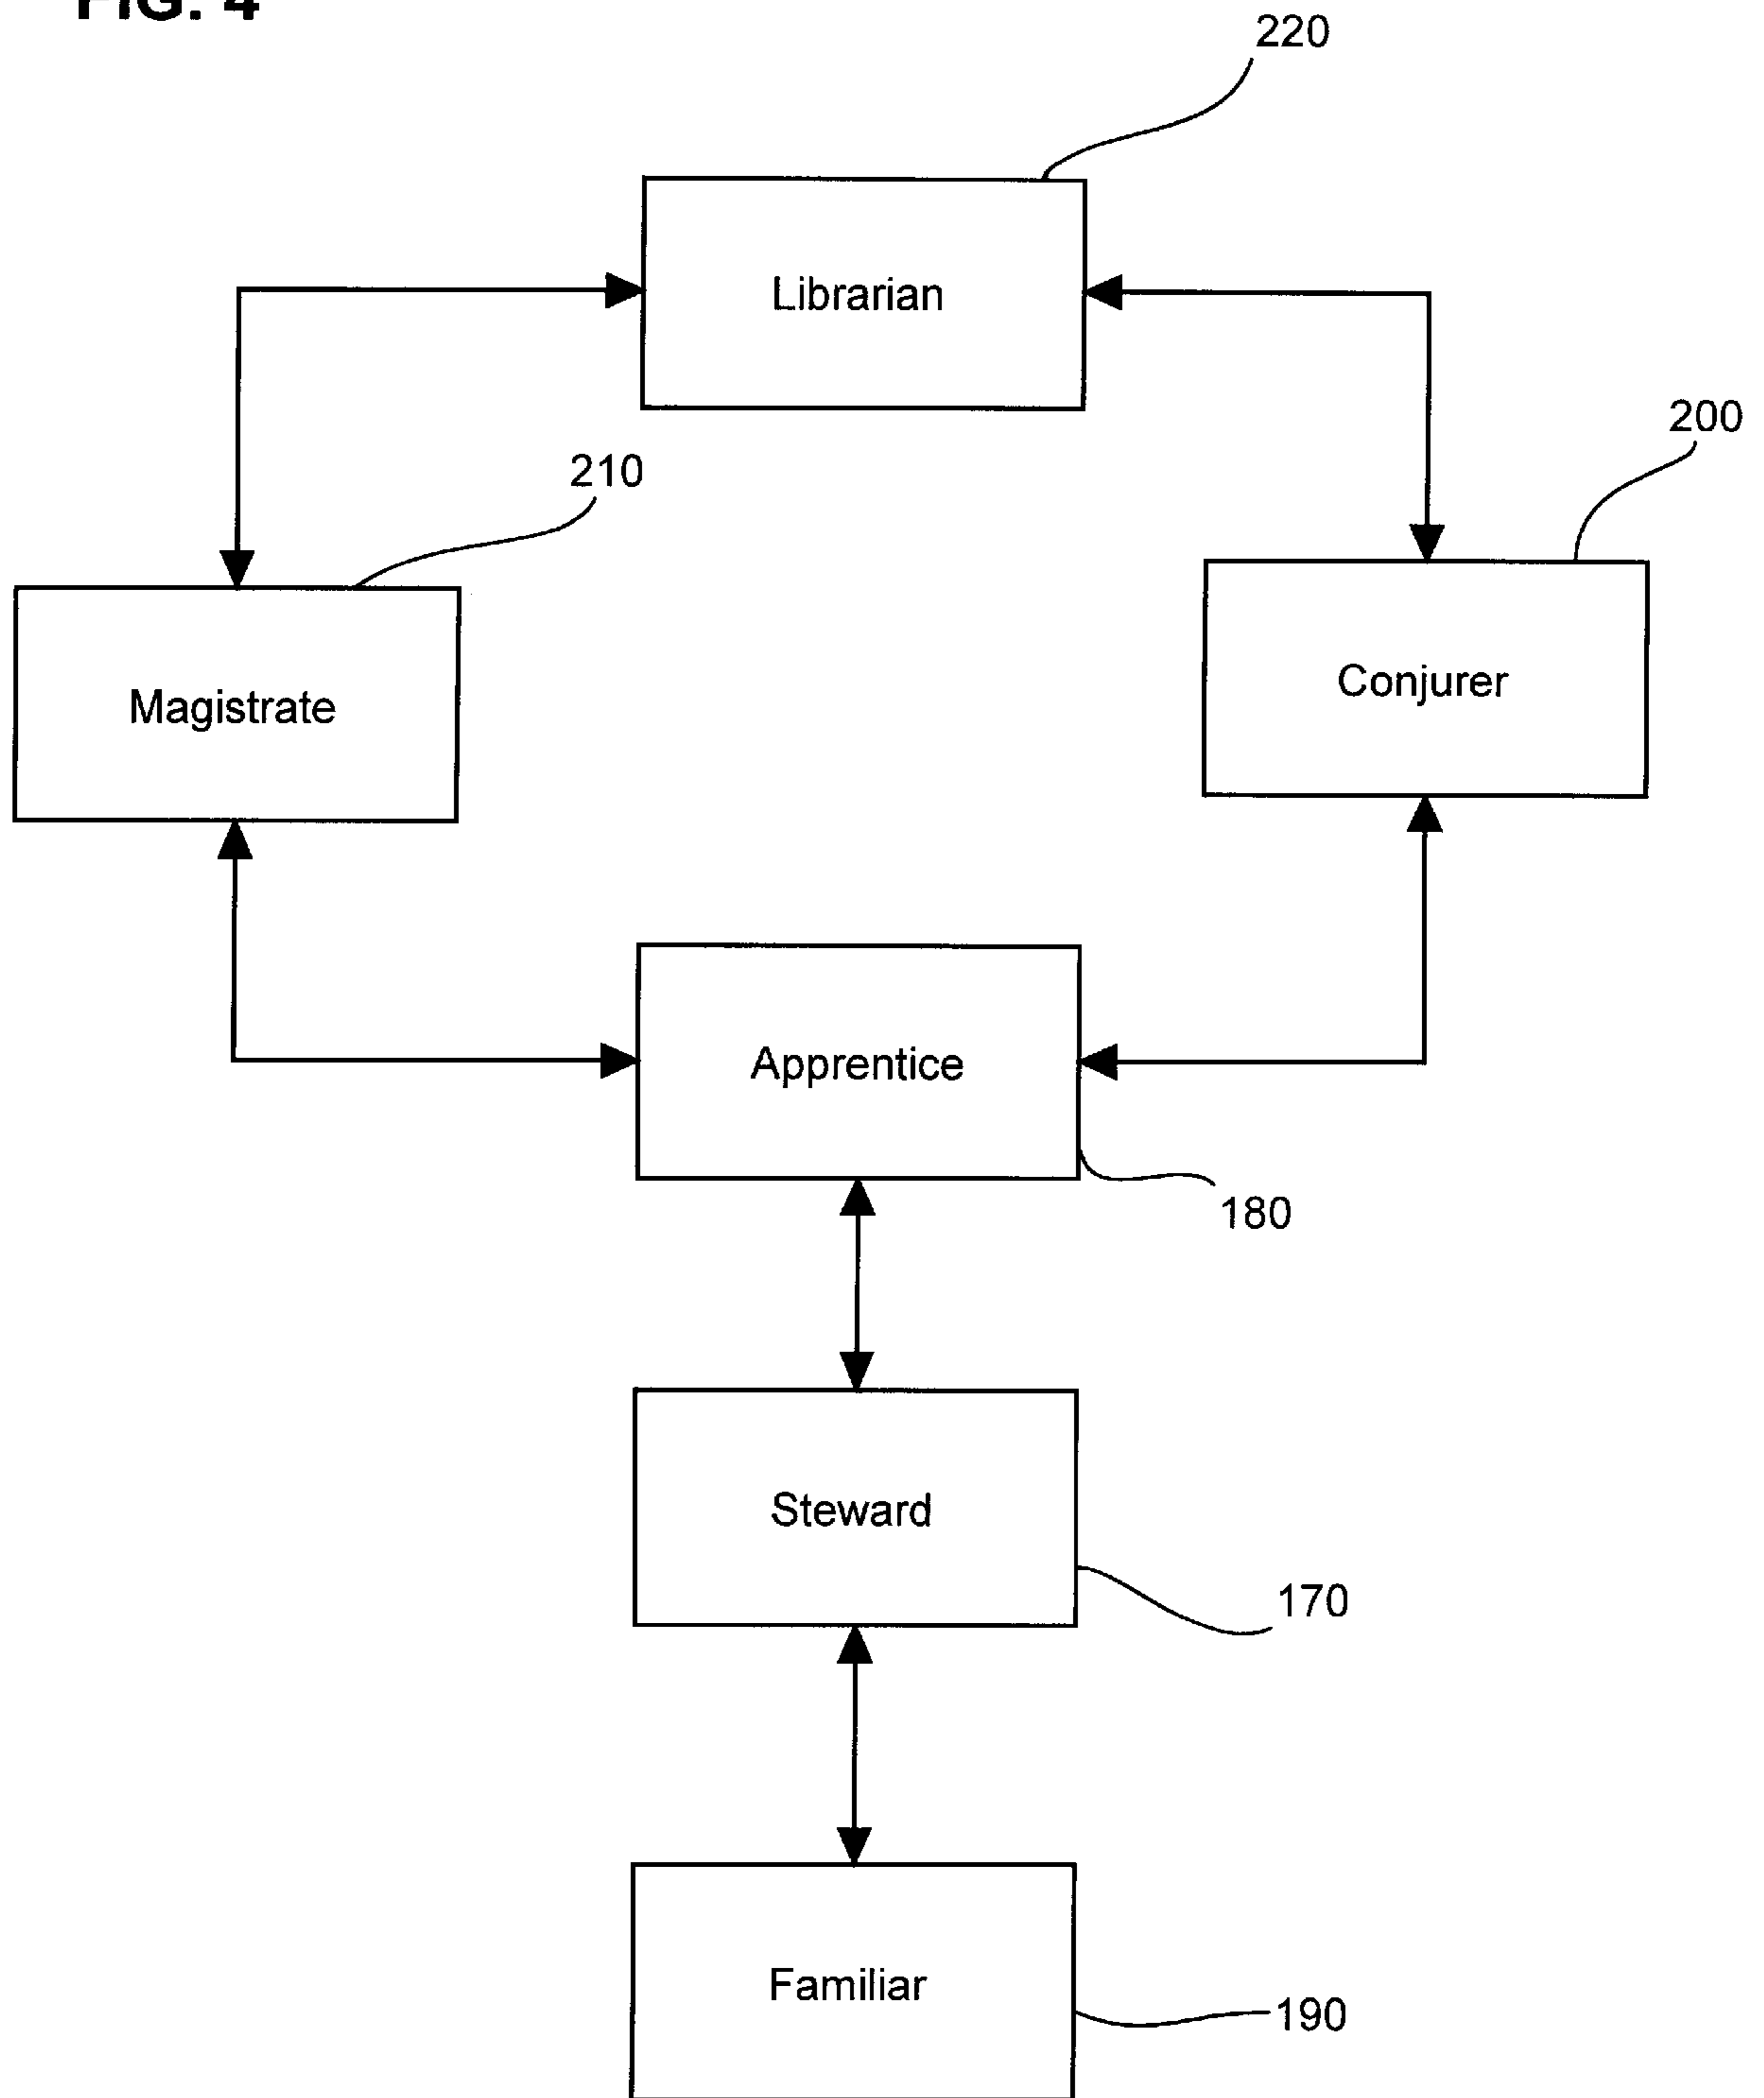 FIG. 4
220
Librarian
200
210
Conjurer
Magistrate
Apprentice
180
Steward
170
Familiar
190